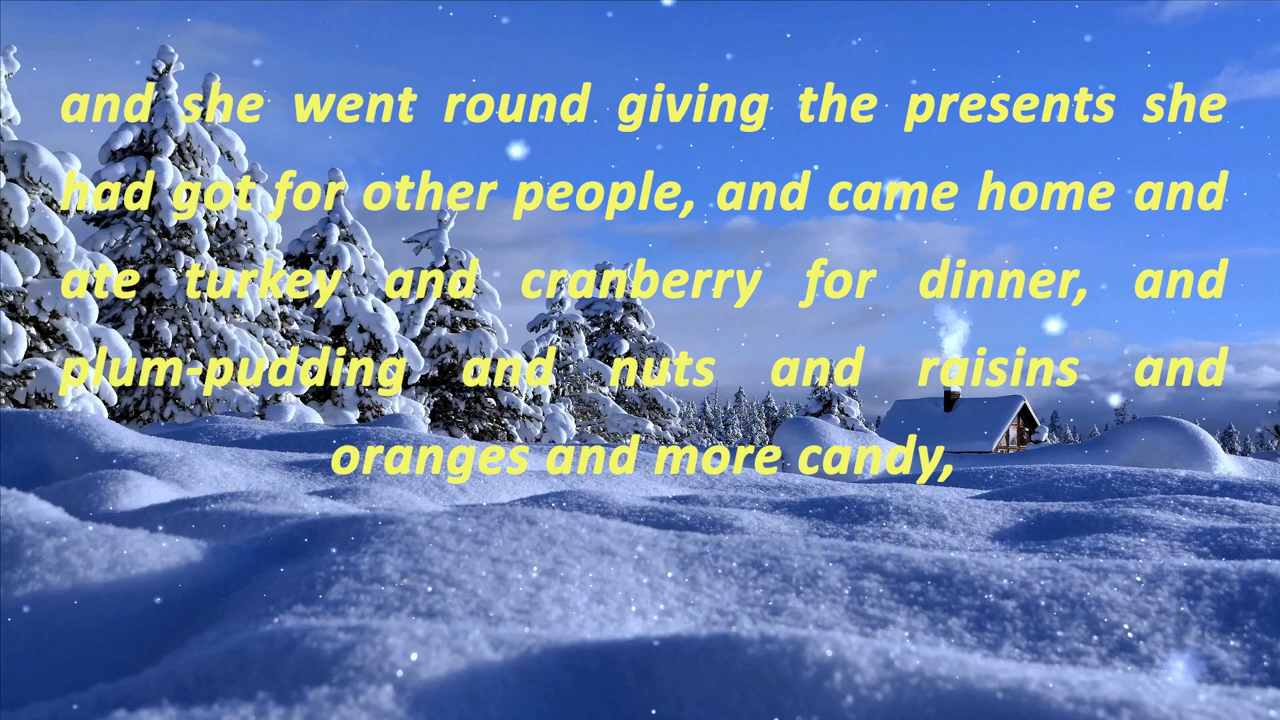 and she went round giving the presents she
had got for other people, and came home and
ate turkey and cranberry for dinner, and
plum-pudding and nuts and raisins and
oranges and more candy,